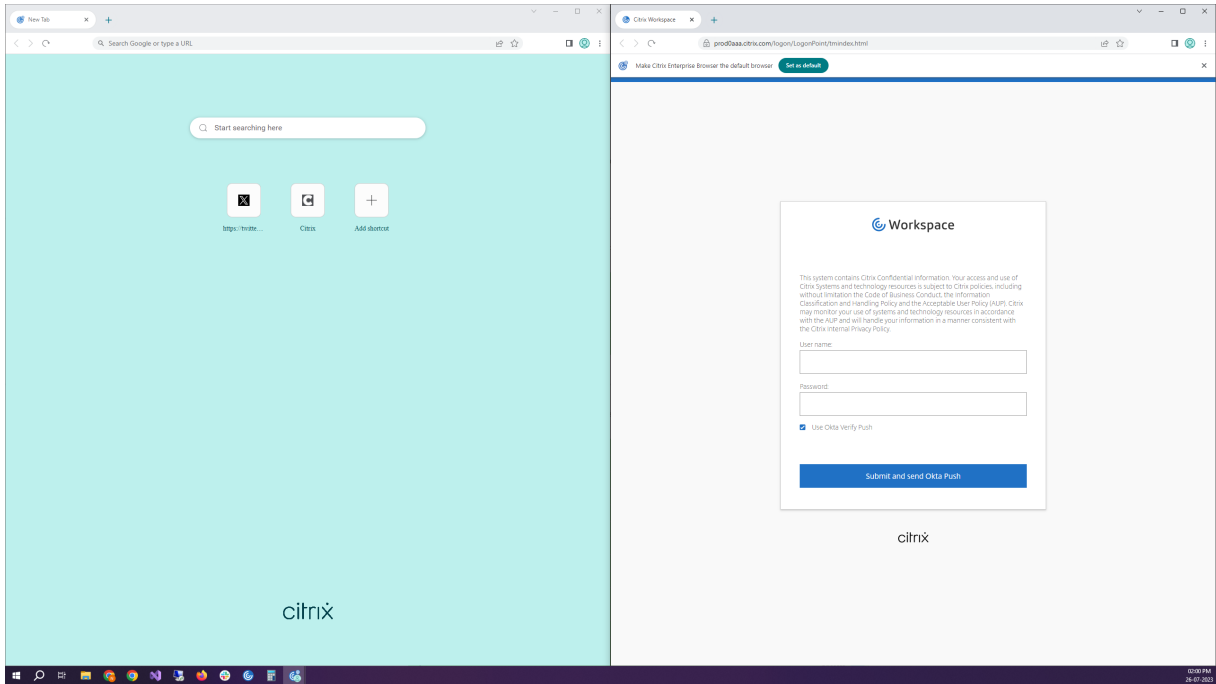 New Tab
Search Google or type a URL
Start searching here
https://twitte...
Citrix
Add shortcut
citrix
Citrix Workspace
prod0aaa.citrix.com/logon/LogonPoint/tmindex.html
Make Citrix Enterprise Browser the default browser
Set as default
Workspace
This system contains Citrix Confidential information. Your access and use of
Citrix Systems and technology resources is subject to Citrix policies, including
without limitation the Code of Business Conduct, the Information
Classification and Handling Policy and the Acceptable User Policy (AUP). Citrix
may monitor your use of systems and technology resources in accordance
with the AUP and will handle your information in a manner consistent with
the Citrix Internal Privacy Policy.
User name:
Password:
Use Okta Verify Push
Submit and send Okta Push
citrix
02:00 PM
26-07-2023